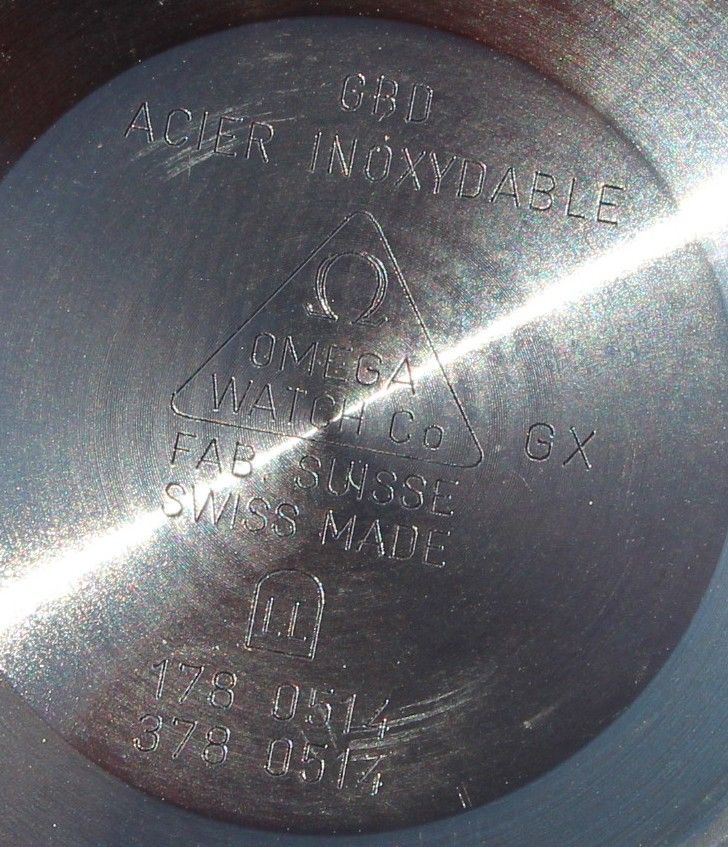 GBD
ACIER INOXYDABLE
Ω
OMEGA
WATCH Co
GX
FAB SUISSE
SWISS MADE
178 0514
378 0514